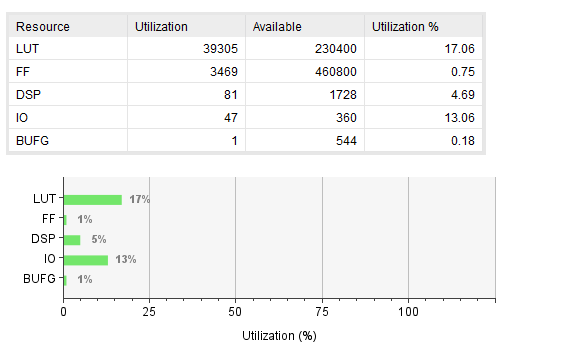 Resource Utilization Available Utilization %
LUT 39305 230400 17.06
FF 3469 460800 0.75
DSP 81 1728 4.69
IO 47 360 13.06
BUFG 1 544 0.18
LUT 17%
FF 1%
DSP 5%
IO 13%
BUFG 1%
0 25 50 75 100
Utilization (%)